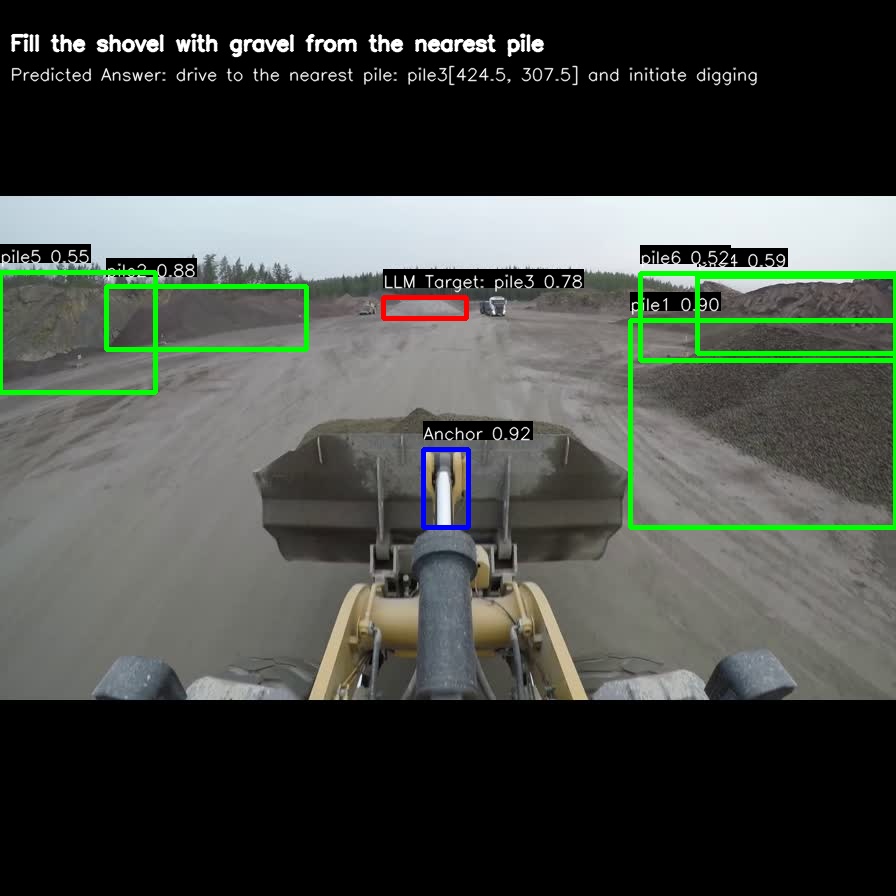 Fill the shovel with gravel from the nearest pile
Predicted Answer: drive to the nearest pile: pile3[424.5, 307.5] and initiate digging
pile5 0.55
pile2 0.88
LLM Target: pile3 0.78
pile6 0.52
4 0.59
pile1 0.90
Anchor 0.92